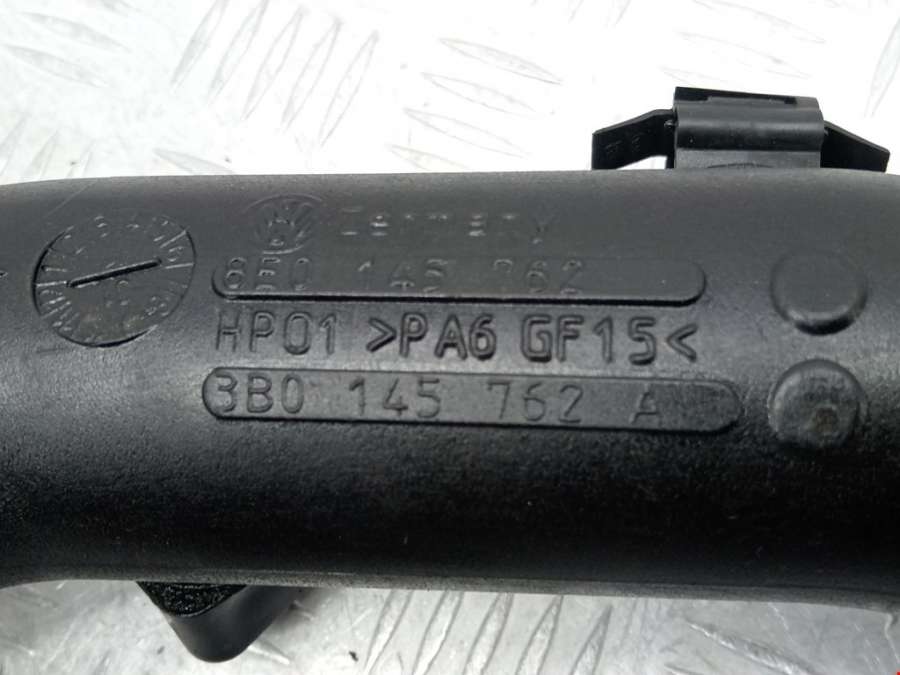 Germany
8E0 145 762
HP01 >PA6 GF15<
3B0 145 762 A